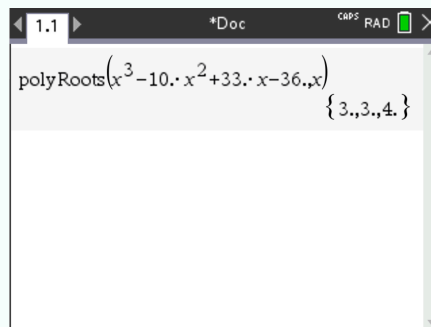 1.1 *Doc CAPS RAD
polyRoots(x³−10.·x²+33.·x−36.,x)
{3.,3.,4.}